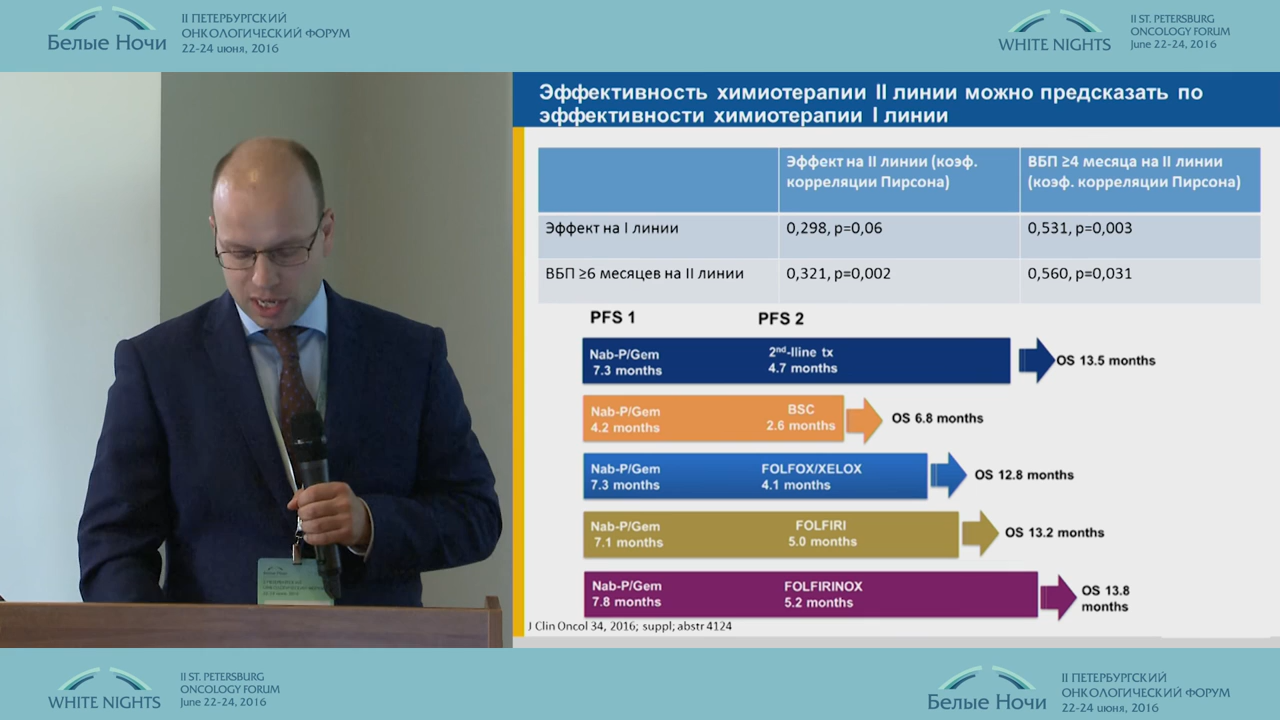 Белые Ночи
II ПЕТЕРБУРГСКИЙ
ОНКОЛОГИЧЕСКИЙ ФОРУМ
22-24 июня, 2016
WHITE NIGHTS
II ST. PETERSBURG
ONCOLOGY FORUM
June 22-24, 2016
Эффективность химиотерапии II линии можно предсказать по
эффективности химиотерапии I линии
Эффект на II линии (коэф.
корреляции Пирсона)
ВБП ≥4 месяца на II линии
(коэф. корреляции Пирсона)
Эффект на I линии
0,298, p=0,06
0,531, p=0,003
ВБП ≥6 месяцев на II линии
0,321, p=0,002
0,560, p=0,031
PFS 1
PFS 2
Nab-P/Gem
7.3 months
2nd-lline tx
4.7 months
OS 13.5 months
Nab-P/Gem
4.2 months
BSC
2.6 months
OS 6.8 months
Nab-P/Gem
7.3 months
FOLFOX/XELOX
4.1 months
OS 12.8 months
Nab-P/Gem
7.1 months
FOLFIRI
5.0 months
OS 13.2 months
Nab-P/Gem
7.8 months
FOLFIRINOX
5.2 months
OS 13.8
months
J Clin Oncol 34, 2016; suppl; abstr 4124
WHITE NIGHTS
II ST. PETERSBURG
ONCOLOGY FORUM
June 22-24, 2016
Белые Ночи
II ПЕТЕРБУРГСКИЙ
ОНКОЛОГИЧЕСКИЙ ФОРУМ
22-24 июня, 2016